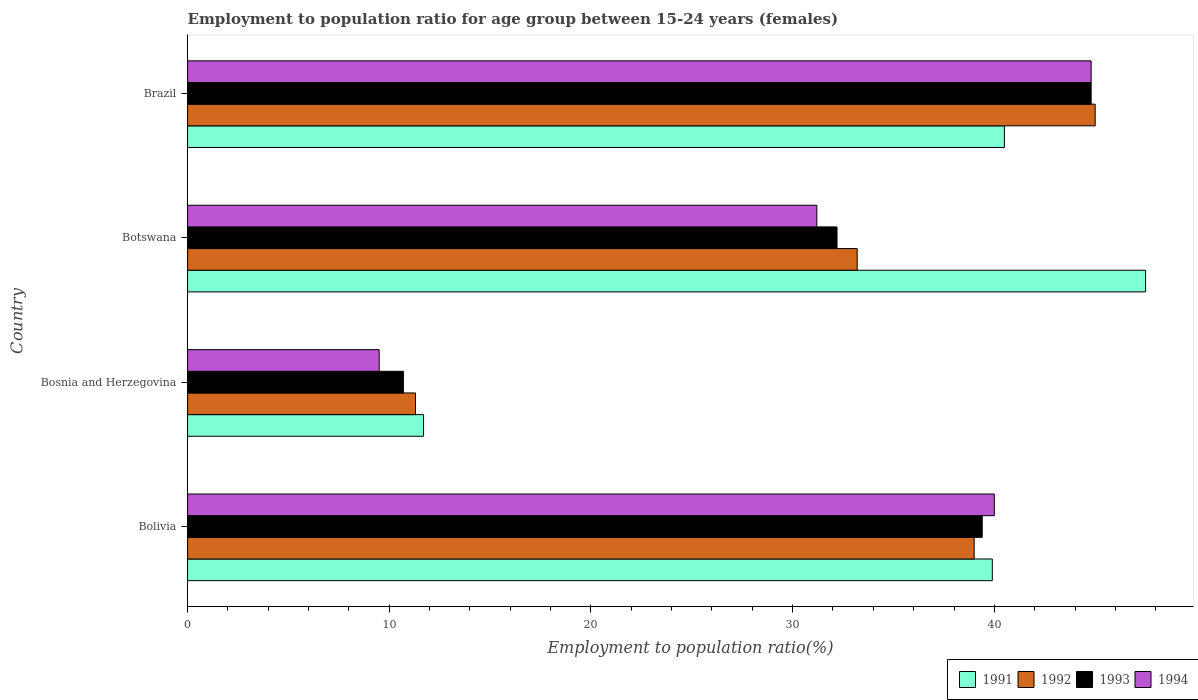 Employment to population ratio for age group between 15-24 years (females)
Country
Brazil
Botswana
Bosnia and Herzegovina
Bolivia
0
10
20
30
40
Employment to population ratio(%)
1991
1992
1993
1994